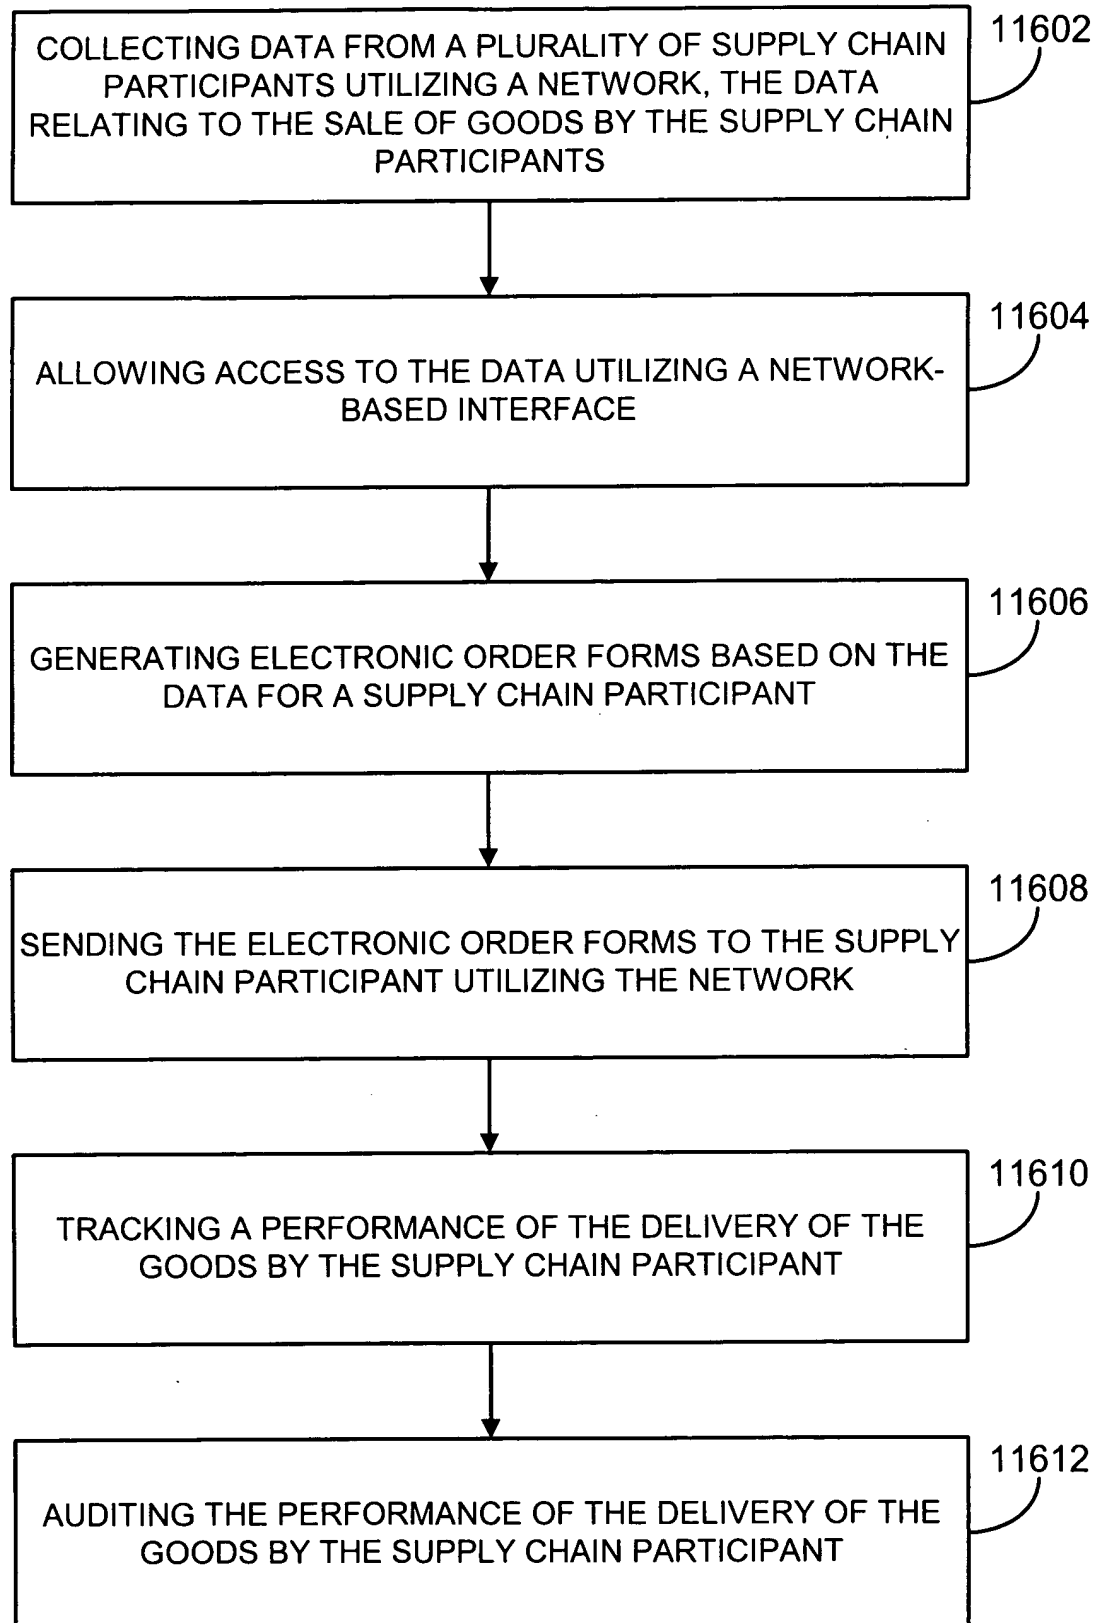 11602
COLLECTING DATA FROM A PLURALITY OF SUPPLY CHAIN
PARTICIPANTS UTILIZING A NETWORK, THE DATA
RELATING TO THE SALE OF GOODS BY THE SUPPLY CHAIN
PARTICIPANTS
11604
ALLOWING ACCESS TO THE DATA UTILIZING A NETWORK-
BASED INTERFACE
11606
GENERATING ELECTRONIC ORDER FORMS BASED ON THE
DATA FOR A SUPPLY CHAIN PARTICIPANT
11608
SENDING THE ELECTRONIC ORDER FORMS TO THE SUPPLY
CHAIN PARTICIPANT UTILIZING THE NETWORK
11610
TRACKING A PERFORMANCE OF THE DELIVERY OF THE
GOODS BY THE SUPPLY CHAIN PARTICIPANT
11612
AUDITING THE PERFORMANCE OF THE DELIVERY OF THE
GOODS BY THE SUPPLY CHAIN PARTICIPANT